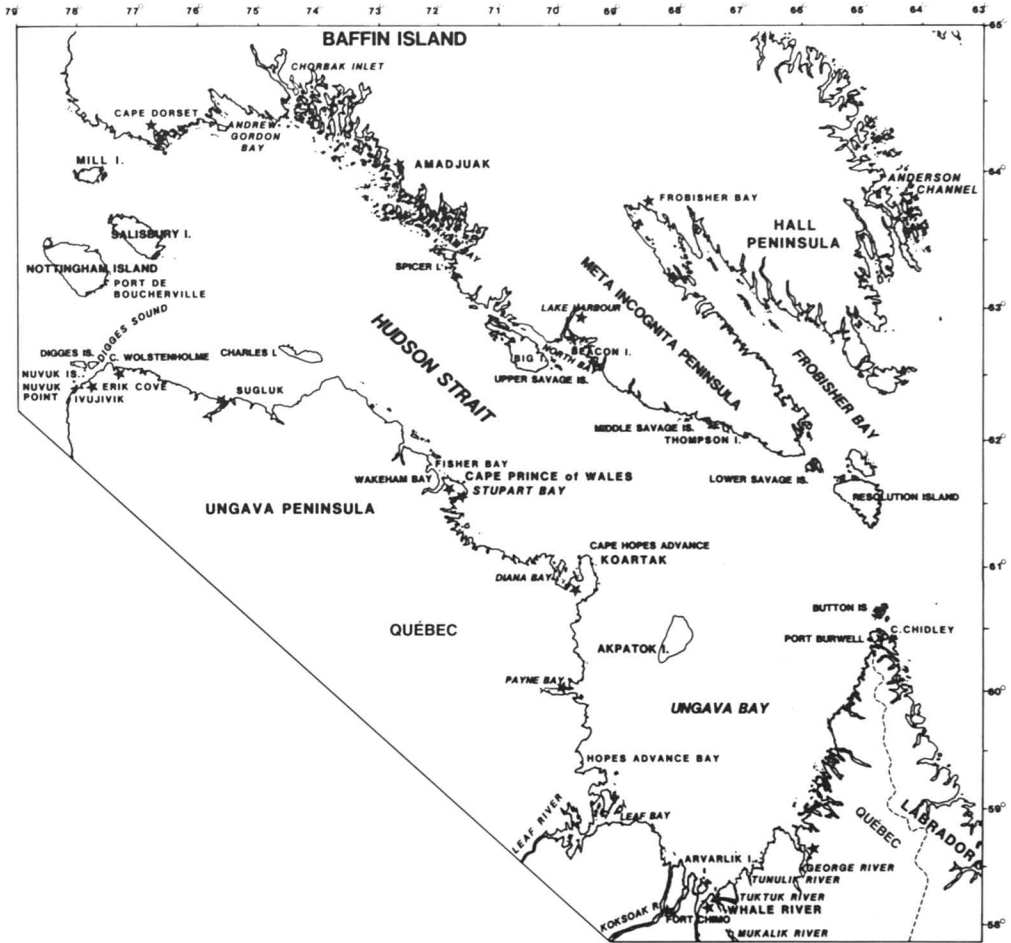 79 78 77 76 75 74 73 72 71 70 69 68 67 66 65 64 63
65°
BAFFIN ISLAND
CHORBAK INLET
CAPE DORSET
ANDREW
GORDON
BAY
MILL I.
AMADJUAK
64°
ANDERSON
CHANNEL
FROBISHER BAY
HALL
PENINSULA
SALISBURY I.
NOTTINGHAM ISLAND
PORT DE
BOUCHERVILLE
SPICER I.
META INCOGNITA PENINSULA
63°
LAKE HARBOUR
DIGGES SOUND
HUDSON STRAIT
FROBISHER BAY
DIGGES IS.
C. WOLSTENHOLME
CHARLES I.
NORTH BAY
BEACON I.
BIG I.
UPPER SAVAGE IS.
NUVUK IS.
NUVUK
POINT
ERIK COVE
IVUJIVIK
SUGLUK
62°
MIDDLE SAVAGE IS.
THOMPSON I.
FISHER BAY
WAKEHAM BAY
CAPE PRINCE of WALES
STUPART BAY
LOWER SAVAGE IS.
RESOLUTION ISLAND
UNGAVA PENINSULA
CAPE HOPES ADVANCE
KOARTAK
61°
DIANA BAY
BUTTON IS
QUÉBEC
C.CHIDLEY
PORT BURWELL
AKPATOK I.
PAYNE BAY
60°
UNGAVA BAY
HOPES ADVANCE BAY
59°
LEAF RIVER
LEAF BAY
QUÉBEC
LABRADOR
ARVARLIK I.
GEORGE RIVER
TUNULIK RIVER
TUKTUK RIVER
WHALE RIVER
KOKSOAK R.
FORT CHIMO
58°
MUKALIK RIVER